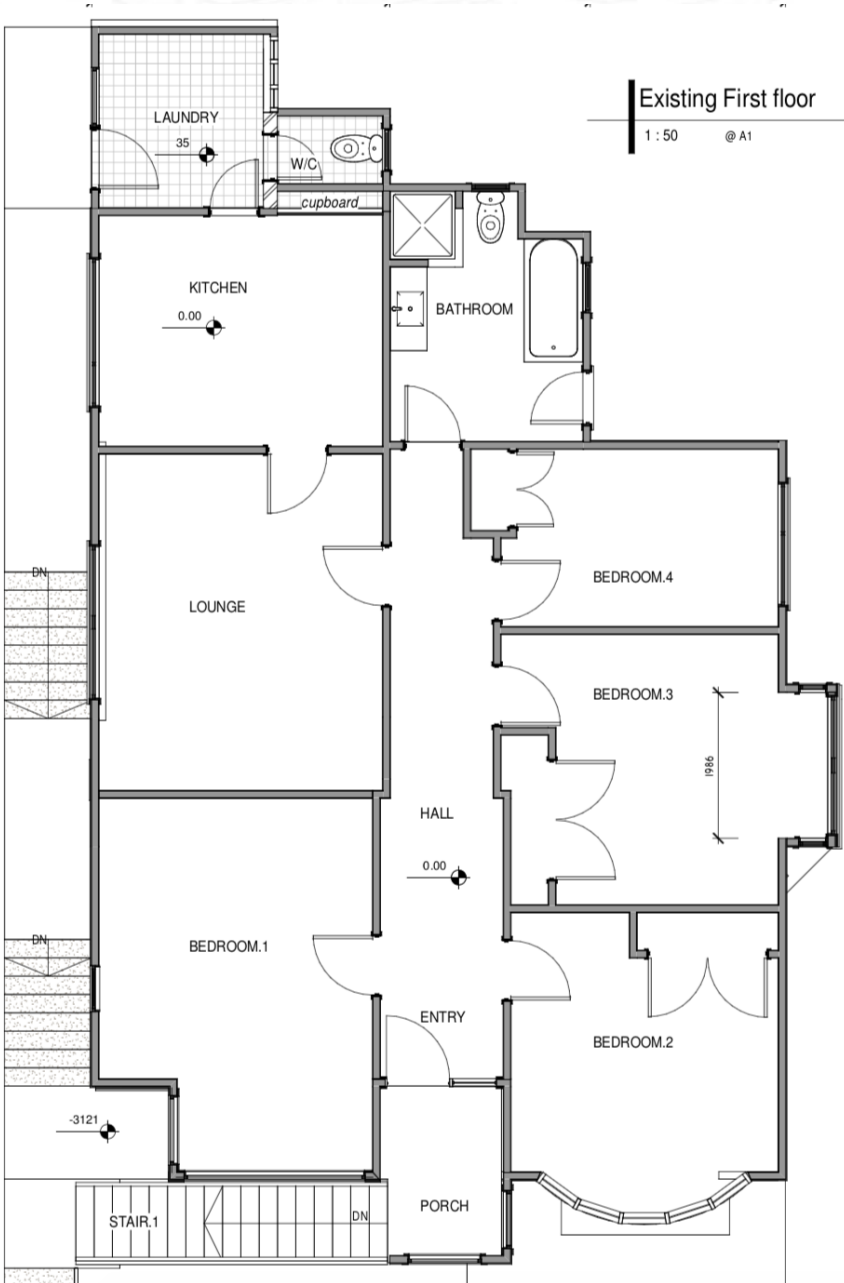 Existing First floor
1 : 50 @ A1
LAUNDRY
35
W/C
cupboard
KITCHEN
0.00
BATHROOM
DN
LOUNGE
BEDROOM.4
BEDROOM.3
1986
HALL
0.00
DN
BEDROOM.1
ENTRY
BEDROOM.2
-3121
PORCH
STAIR.1
DN